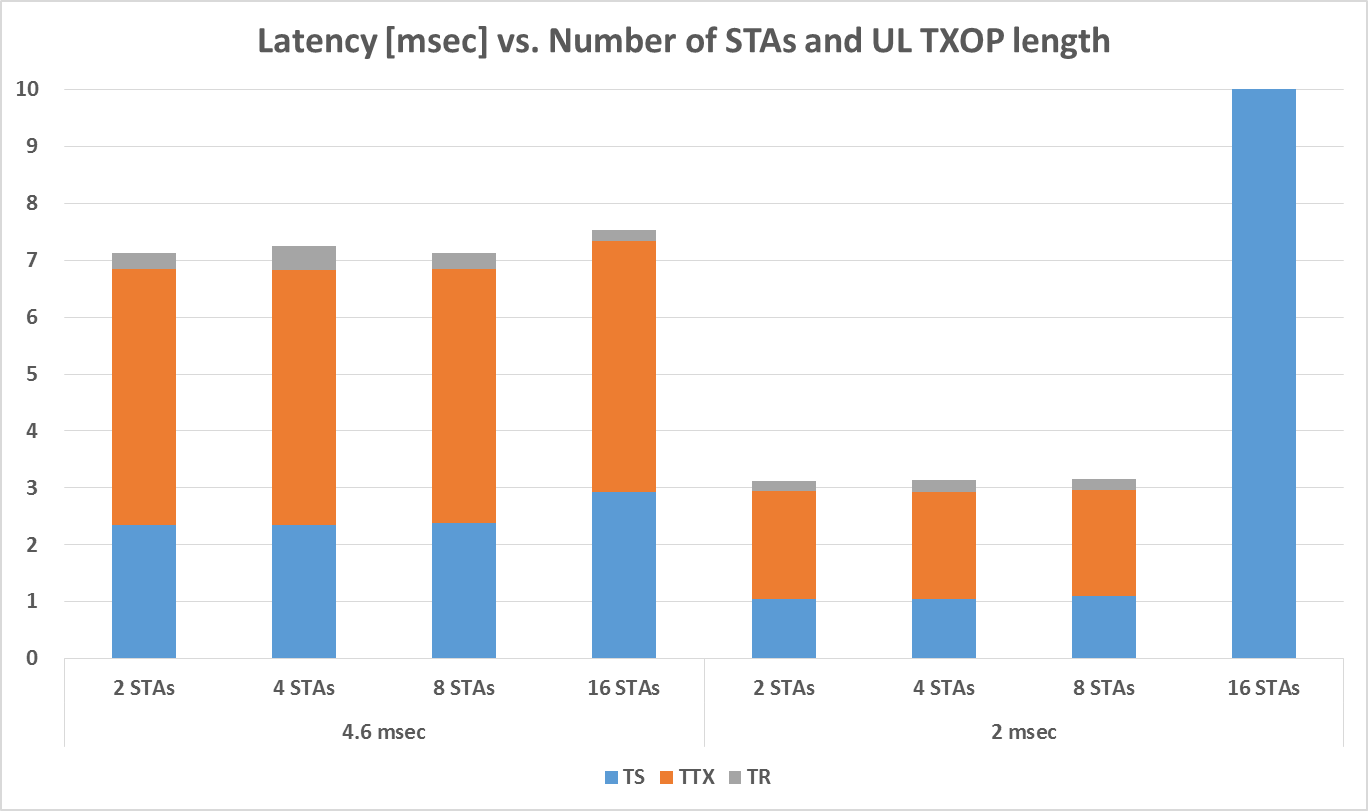 Latency [msec] vs. Number of STAs and UL TXOP length
10
9
8
7
6
5
4
3
2
1
0
2 STAs 4 STAs 8 STAs 16 STAs 2 STAs 4 STAs 8 STAs 16 STAs
4.6 msec 2 msec
TS TTX TR